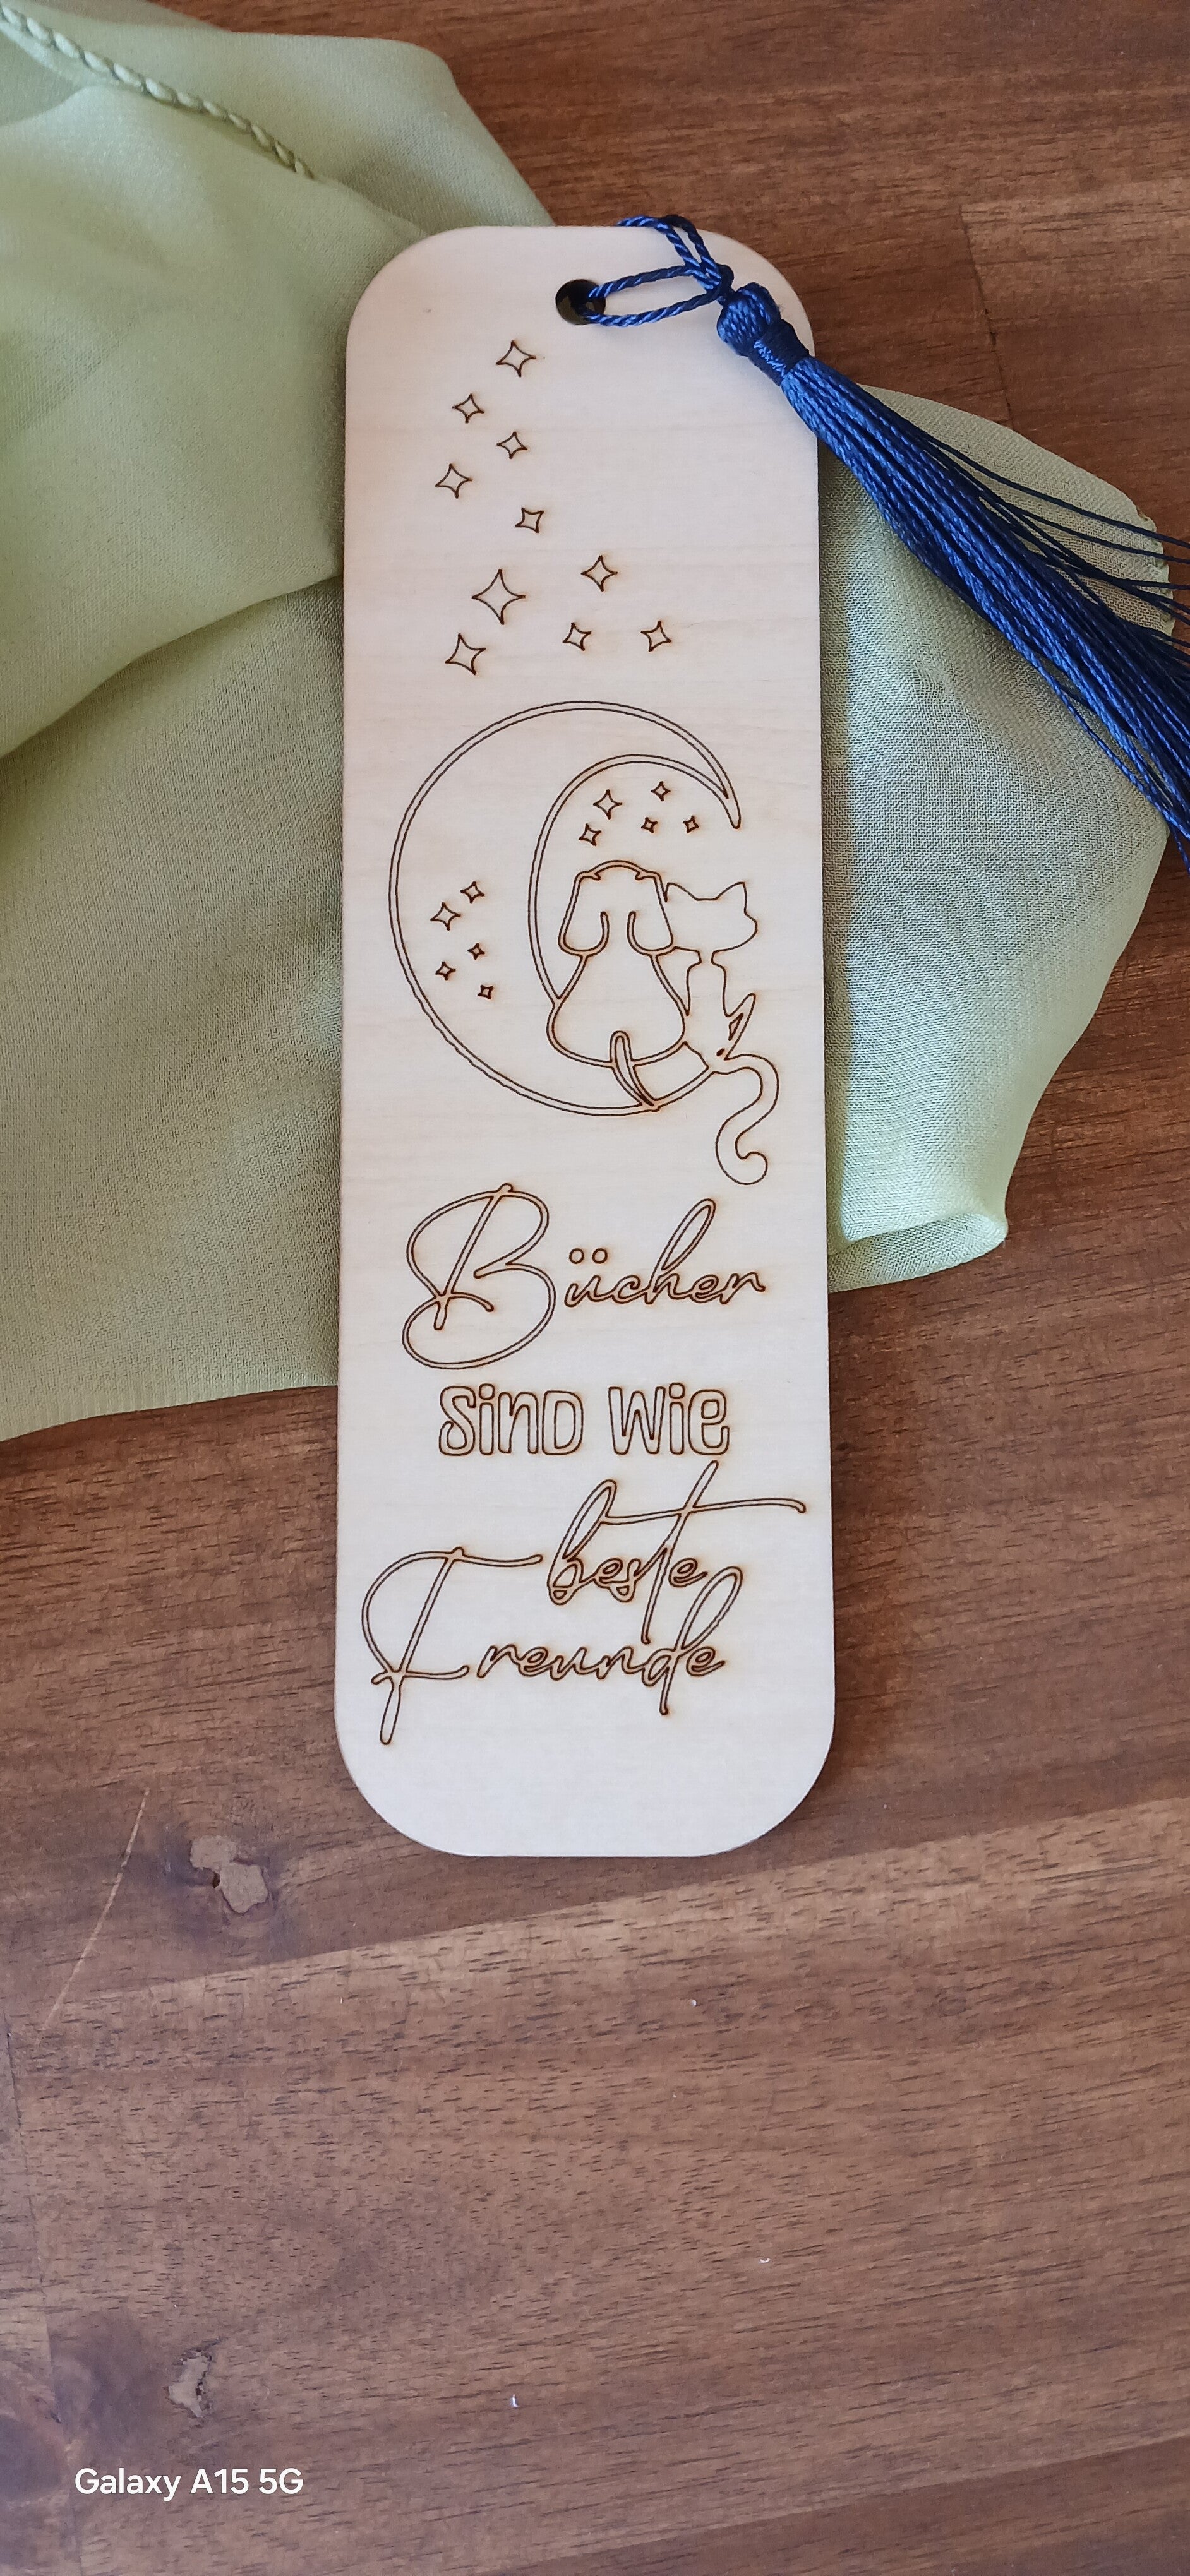 Bücher
sind wie
beste
Freunde
Galaxy A15 5G